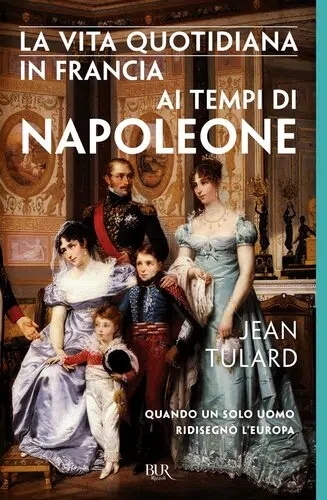 LA VITA QUOTIDIANA
IN FRANCIA
AI TEMPI DI
NAPOLEONE
JEAN
TULARD
QUANDO UN SOLO UOMO
RIDISEGNÒ L'EUROPA
BUR
Rizzoli